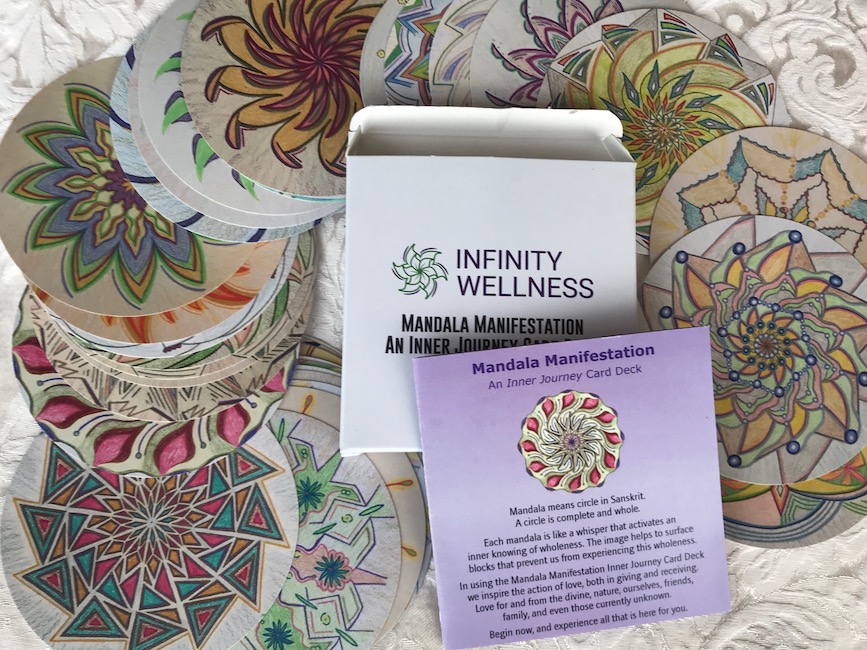 INFINITY
WELLNESS
MANDALA MANIFESTATION
AN INNER JOURNEY
Mandala Manifestation
An Inner Journey Card Deck
Mandala means circle in Sanskrit.
A circle is complete and whole.
Each mandala is like a whisper that activates an
inner knowing of wholeness. The image helps to surface
blocks that prevent us from experiencing this wholeness.
In using the Mandala Manifestation Inner Journey Card Deck
we inspire the action of love, both in giving and receiving.
Love for and from the divine, nature, ourselves, friends,
family, and even those currently unknown.
Begin now, and experience all that is here for you.